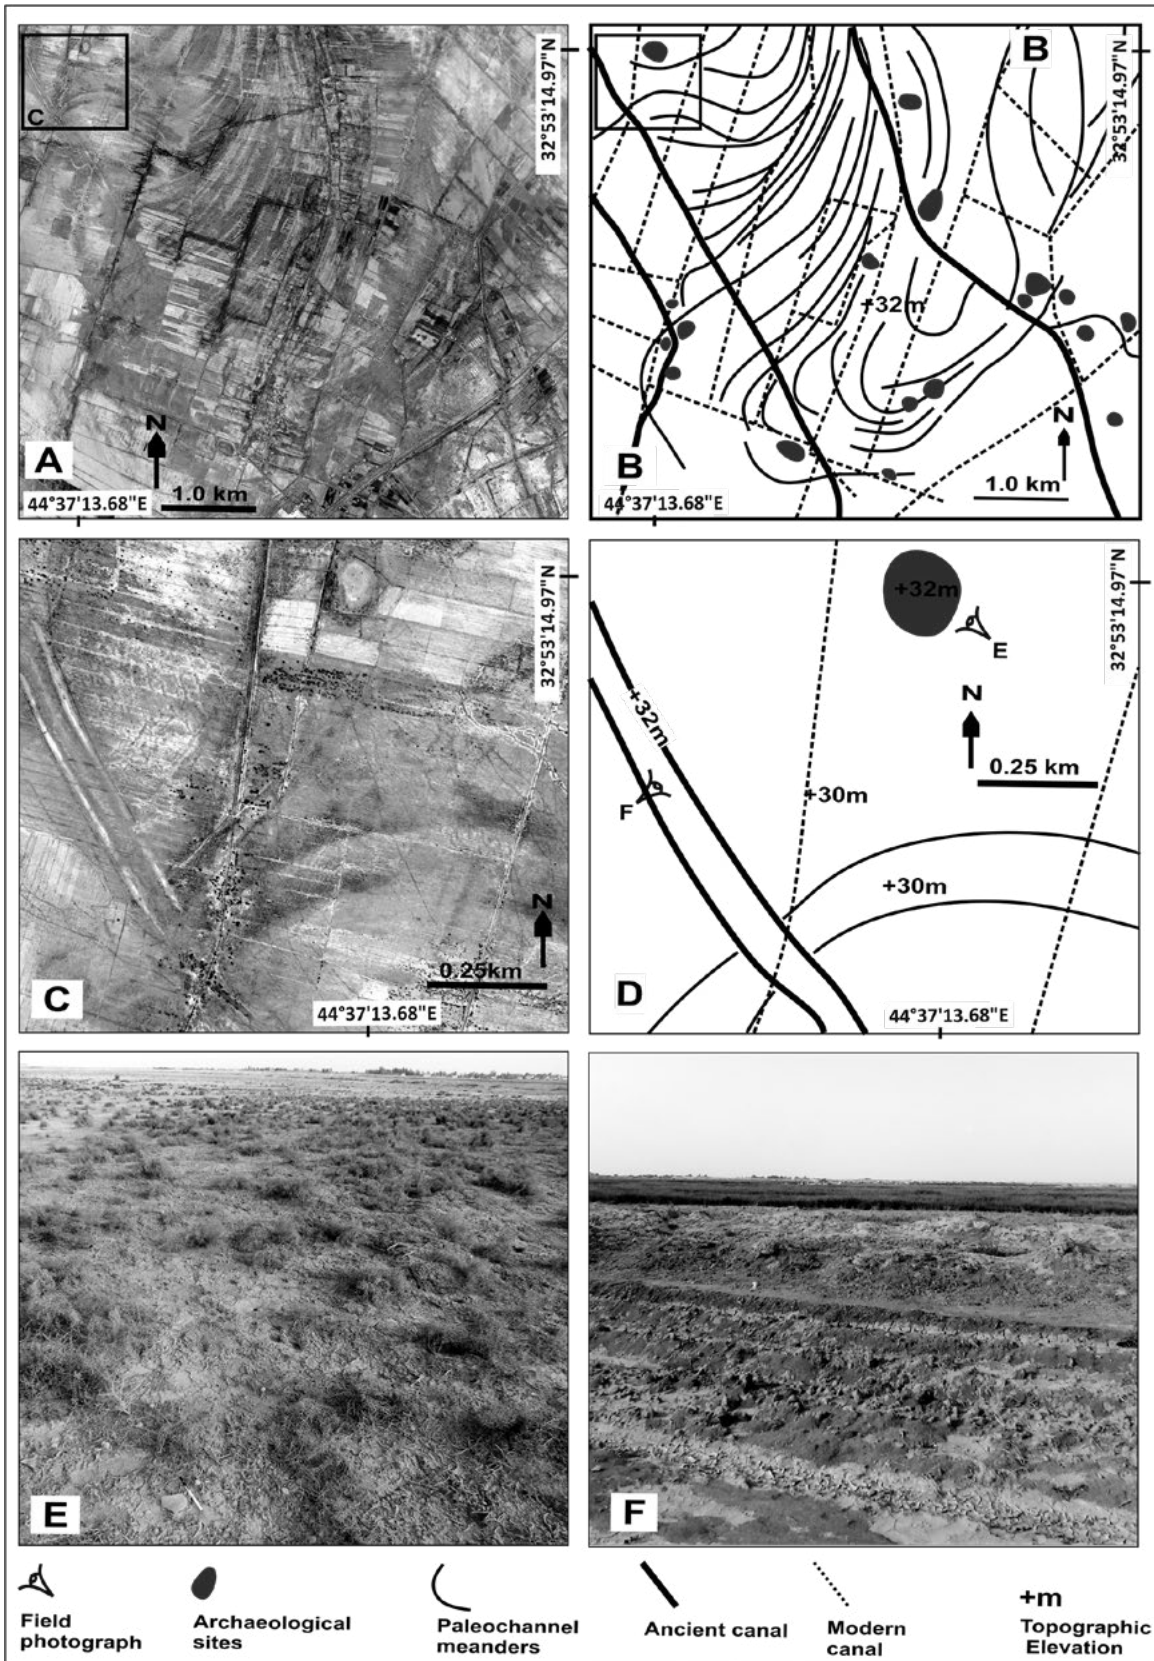 C
32°53'14.97"N
A
N
1.0 km
44°37'13.68"E
B
32°53'14.97"N
+32m
B
N
1.0 km
44°37'13.68"E
32°53'14.97"N
C
N
0.25km
44°37'13.68"E
+32m
E
32°53'14.97"N
+32m
N
0.25 km
F
+30m
+30m
D
44°37'13.68"E
E
F
Field
photograph
Archaeological
sites
Paleochannel
meanders
Ancient canal
Modern
canal
+m
Topographic
Elevation